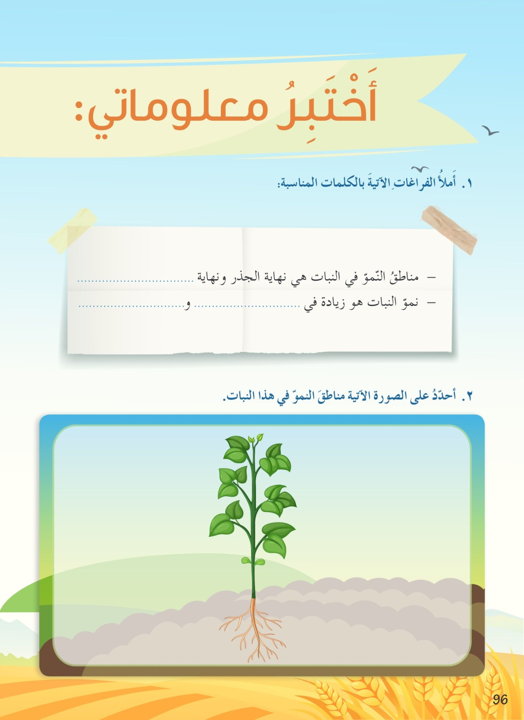 أَخْتَبِرُ معلوماتي:
١. أَملأُ الفراغاتِ الآتيةَ بالكلمات المناسبة:
– مناطقُ النّموّ في النبات هي نهاية الجذر ونهاية ..............................
– نموّ النبات هو زيادة في ............................ و............................
٢. أحدّدُ على الصورة الآتية مناطقَ النموّ في هذا النبات.
96